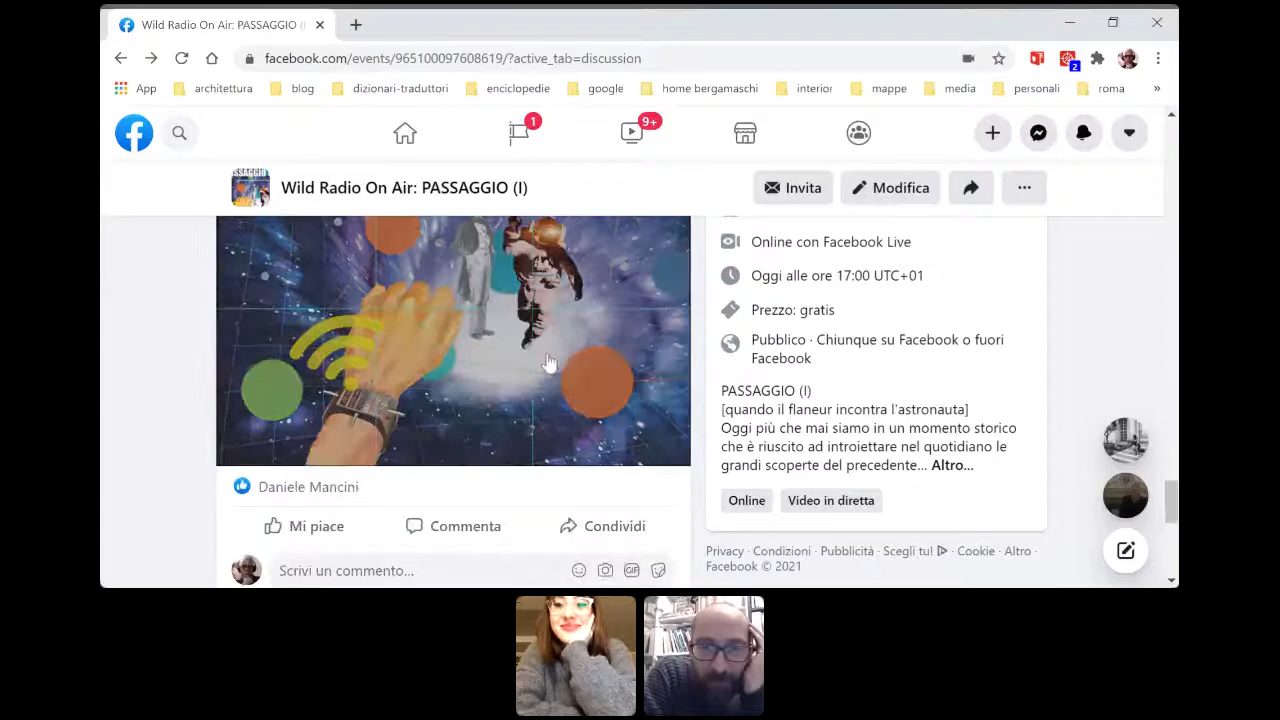 Wild Radio On Air: PASSAGGIO (I
facebook.com/events/965100097608619/?active_tab=discussion
2
App architettura blog dizionari-traduttori enciclopedie google home bergamaschi interior mappe media personali roma »
1 9+
SSAGGIO
Wild Radio On Air: PASSAGGIO (I)
Invita Modifica
Online con Facebook Live
Oggi alle ore 17:00 UTC+01
Prezzo: gratis
Pubblico · Chiunque su Facebook o fuori
Facebook
PASSAGGIO (I)
[quando il flaneur incontra l'astronauta]
Oggi più che mai siamo in un momento storico
che è riuscito ad introiettare nel quotidiano le
grandi scoperte del precedente... Altro...
Online Video in diretta
Daniele Mancini
Mi piace Commenta Condividi
Scrivi un commento...
GIF
Privacy · Condizioni · Pubblicità · Scegli tu! · Cookie · Altro ·
Facebook © 2021